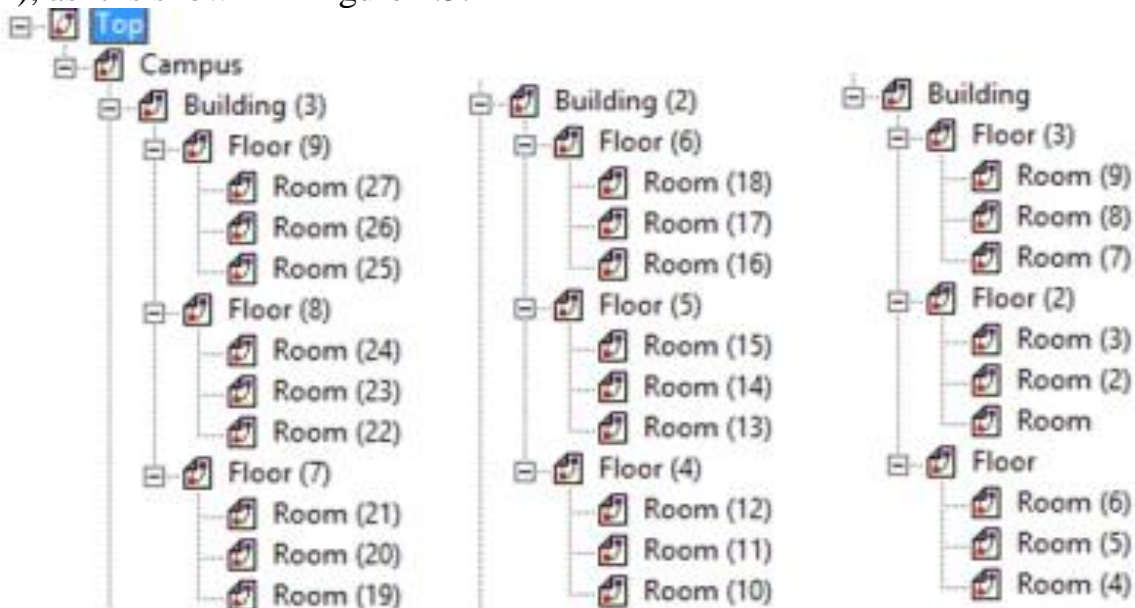 Top
Campus
Building (3)
Floor (9)
Room (27)
Room (26)
Room (25)
Floor (8)
Room (24)
Room (23)
Room (22)
Floor (7)
Room (21)
Room (20)
Room (19)
Building (2)
Floor (6)
Room (18)
Room (17)
Room (16)
Floor (5)
Room (15)
Room (14)
Room (13)
Floor (4)
Room (12)
Room (11)
Room (10)
Building
Floor (3)
Room (9)
Room (8)
Room (7)
Floor (2)
Room (3)
Room (2)
Room
Floor
Room (6)
Room (5)
Room (4)